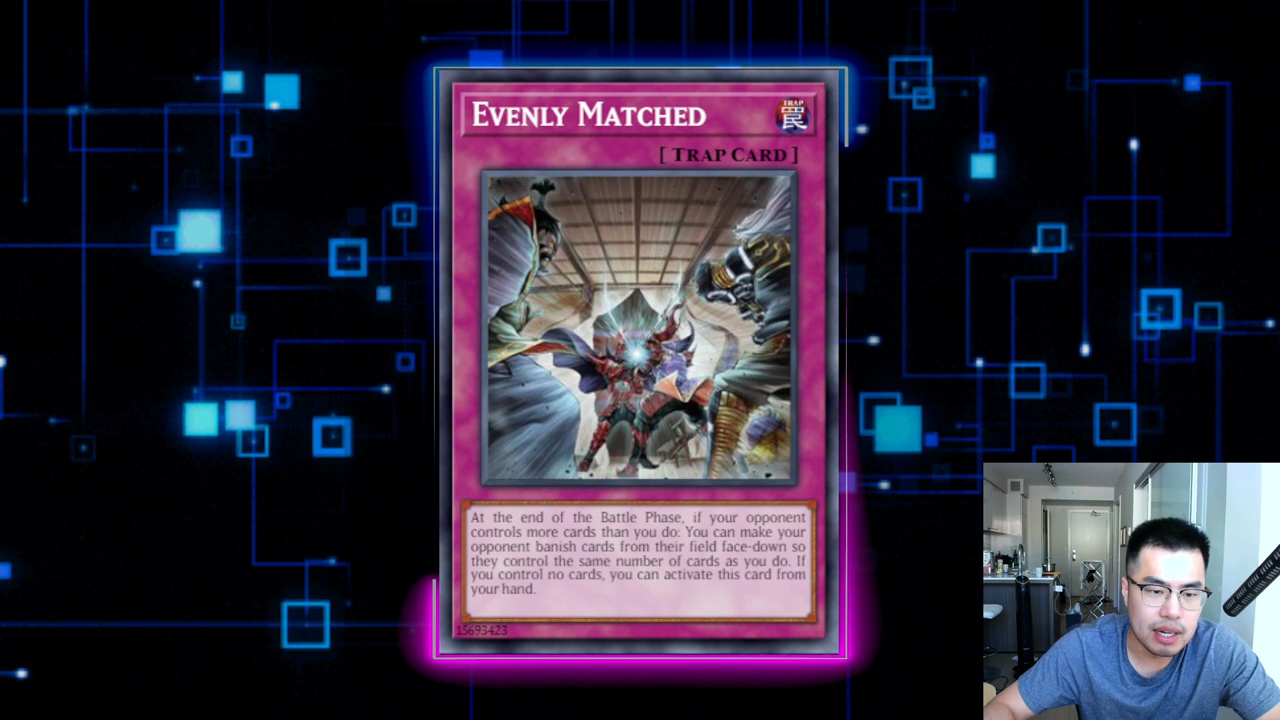 Evenly Matched
TRAP
罠
[ Trap Card ]
At the end of the Battle Phase, if your opponent
controls more cards than you do: You can make your
opponent banish cards from their field face-down so
they control the same number of cards as you do. If
you control no cards, you can activate this card from
your hand.
15693423